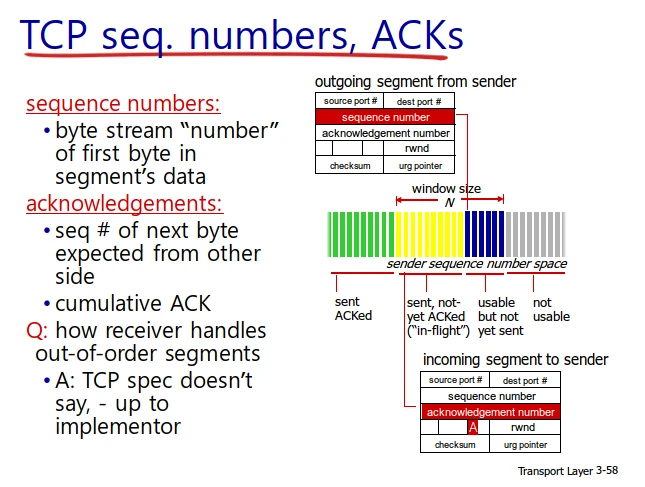 TCP seq. numbers, ACKs
sequence numbers:
• byte stream “number”
of first byte in
segment’s data
acknowledgements:
• seq # of next byte
expected from other
side
• cumulative ACK
Q: how receiver handles
out-of-order segments
• A: TCP spec doesn’t
say, - up to
implementor
outgoing segment from sender
source port # dest port #
sequence number
acknowledgement number
rwnd
checksum urg pointer
window size
N
sender sequence number space
sent
ACKed
sent, not-
yet ACKed
(“in-flight”)
usable
but not
yet sent
not
usable
incoming segment to sender
source port # dest port #
sequence number
acknowledgement number
A rwnd
checksum urg pointer
Transport Layer 3-58